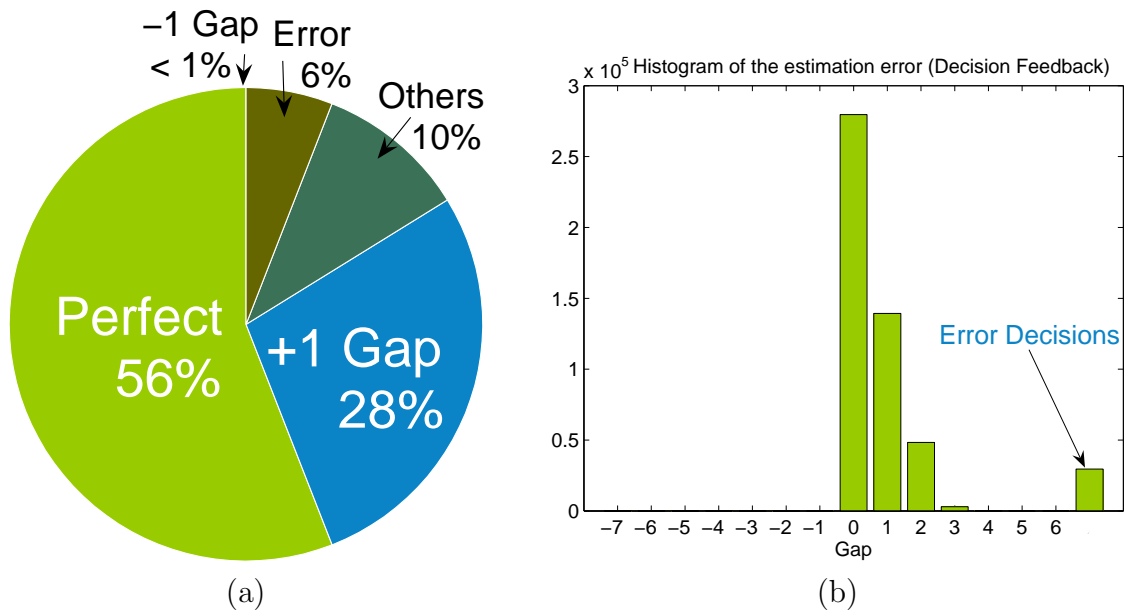 −1 Gap
< 1%
Error
6%
Others
10%
Perfect
56%
+1 Gap
28%
(a)
x 10^5 Histogram of the estimation error (Decision Feedback)
3
2.5
2
1.5
1
0.5
0
Error Decisions
−7 −6 −5 −4 −3 −2 −1 0 1 2 3 4 5 6
Gap
(b)